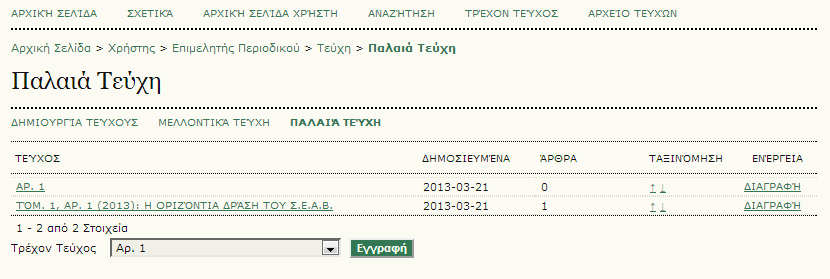 ΑΡΧΙΚΉ ΣΕΛΊΔΑ ΣΧΕΤΙΚΆ ΑΡΧΙΚΉ ΣΕΛΊΔΑ ΧΡΉΣΤΗ ΑΝΑΖΉΤΗΣΗ ΤΡΈΧΟΝ ΤΕΎΧΟΣ ΑΡΧΕΊΟ ΤΕΥΧΏΝ
Αρχική Σελίδα > Χρήστης > Επιμελητής Περιοδικού > Τεύχη > Παλαιά Τεύχη
Παλαιά Τεύχη
ΔΗΜΙΟΥΡΓΊΑ ΤΕΎΧΟΥΣ ΜΕΛΛΟΝΤΙΚΆ ΤΕΎΧΗ ΠΑΛΑΙΆ ΤΕΎΧΗ
ΤΕΎΧΟΣ ΔΗΜΟΣΙΕΥΜΈΝΑ ΆΡΘΡΑ ΤΑΞΙΝΌΜΗΣΗ ΕΝΈΡΓΕΙΑ
ΑΡ. 1 2013-03-21 0 ↑ ↓ ΔΙΑΓΡΑΦΉ
ΤΌΜ. 1, ΑΡ. 1 (2013): Η ΟΡΙΖΌΝΤΙΑ ΔΡΆΣΗ ΤΟΥ Σ.Ε.Α.Β. 2013-03-21 1 ↑ ↓ ΔΙΑΓΡΑΦΉ
1 - 2 από 2 Στοιχεία
Τρέχον Τεύχος Αρ. 1 Εγγραφή